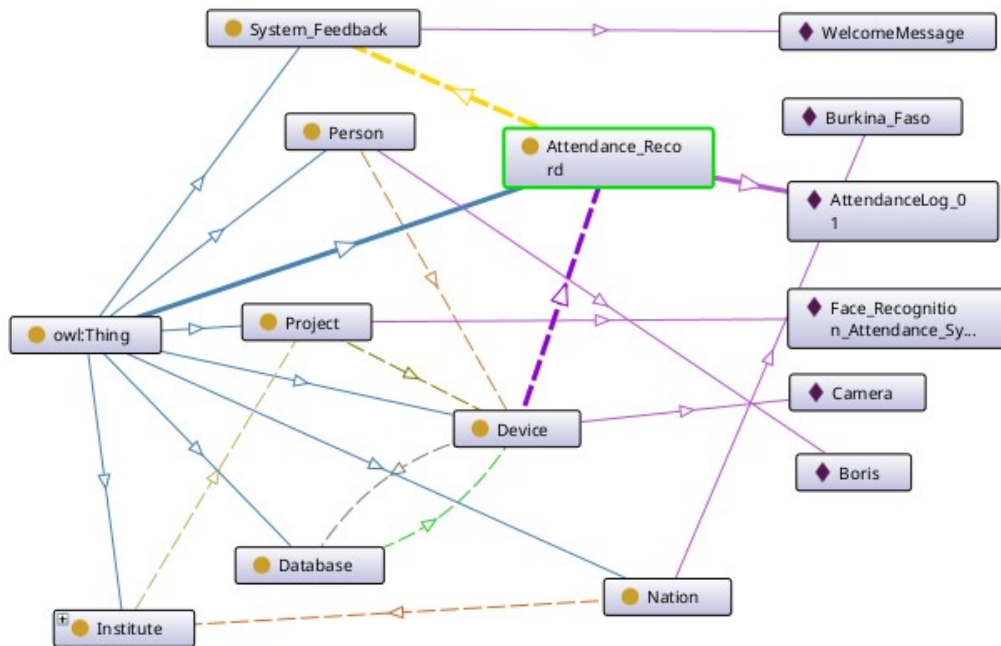 System_Feedback
WelcomeMessage
Burkina_Faso
Person
Attendance_Reco
rd
AttendanceLog_0
1
owl:Thing
Project
Face_Recognitio
n_Attendance_Sy...
Camera
Device
Boris
Database
Nation
Institute